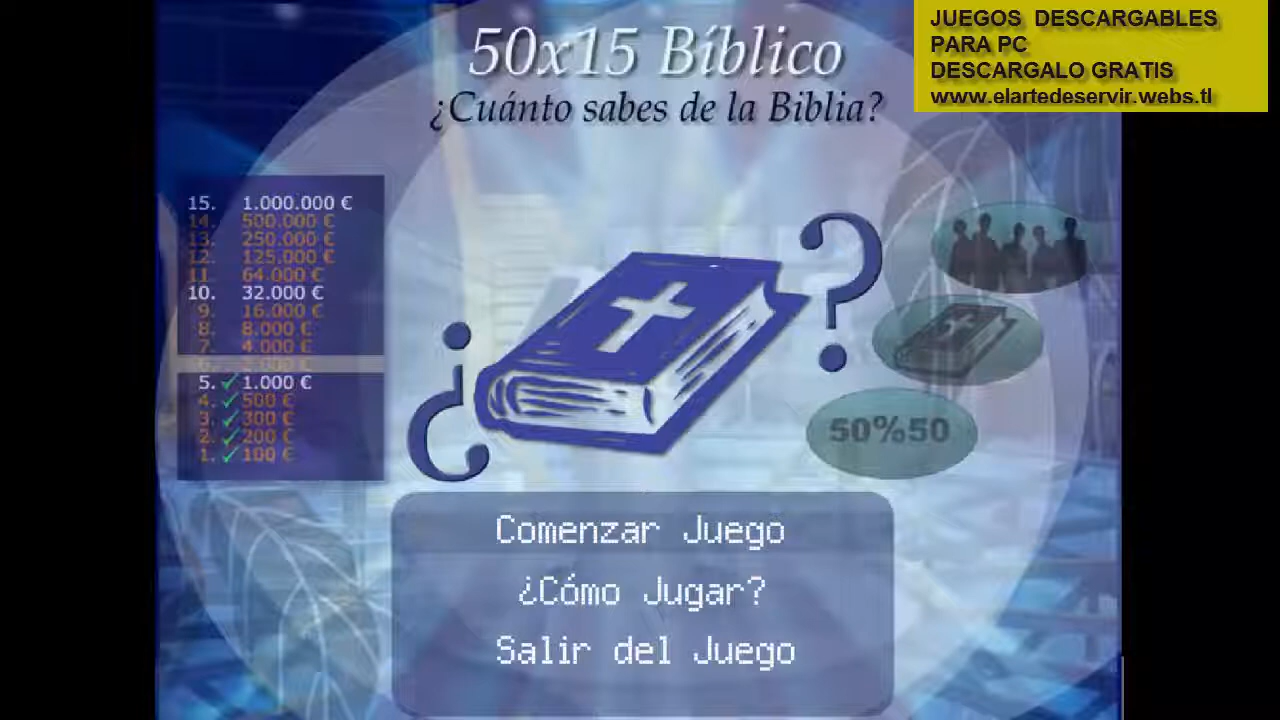 50x15 Bíblico
¿Cuánto sabes de la Biblia?
JUEGOS DESCARGABLES
PARA PC
DESCARGALO GRATIS
www.elartedeservir.webs.tl
15. 1.000.000 €
14. 500.000 €
13. 250.000 €
12. 125.000 €
11. 64.000 €
10. 32.000 €
9. 16.000 €
8. 8.000 €
7. 4.000 €
6. 2.000 €
5. ✓ 1.000 €
4. ✓ 500 €
3. ✓ 300 €
2. ✓ 200 €
1. ✓ 100 €
¿ ?
50%50
Comenzar Juego
¿Cómo Jugar?
Salir del Juego